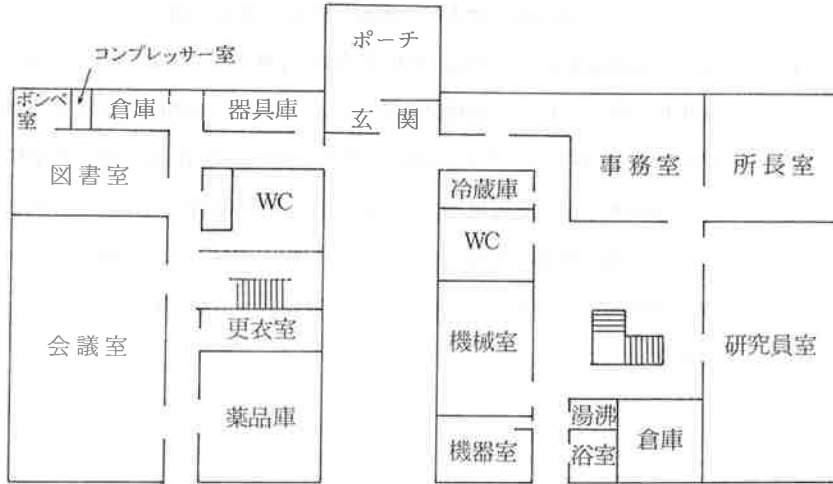 ポーチ
コンプレッサー室
ボンベ
室
倉庫
器具庫
玄関
図書室
WC
冷蔵庫
WC
事務室
所長室
会議室
更衣室
薬品庫
機械室
機器室
湯沸
浴室
倉庫
研究員室